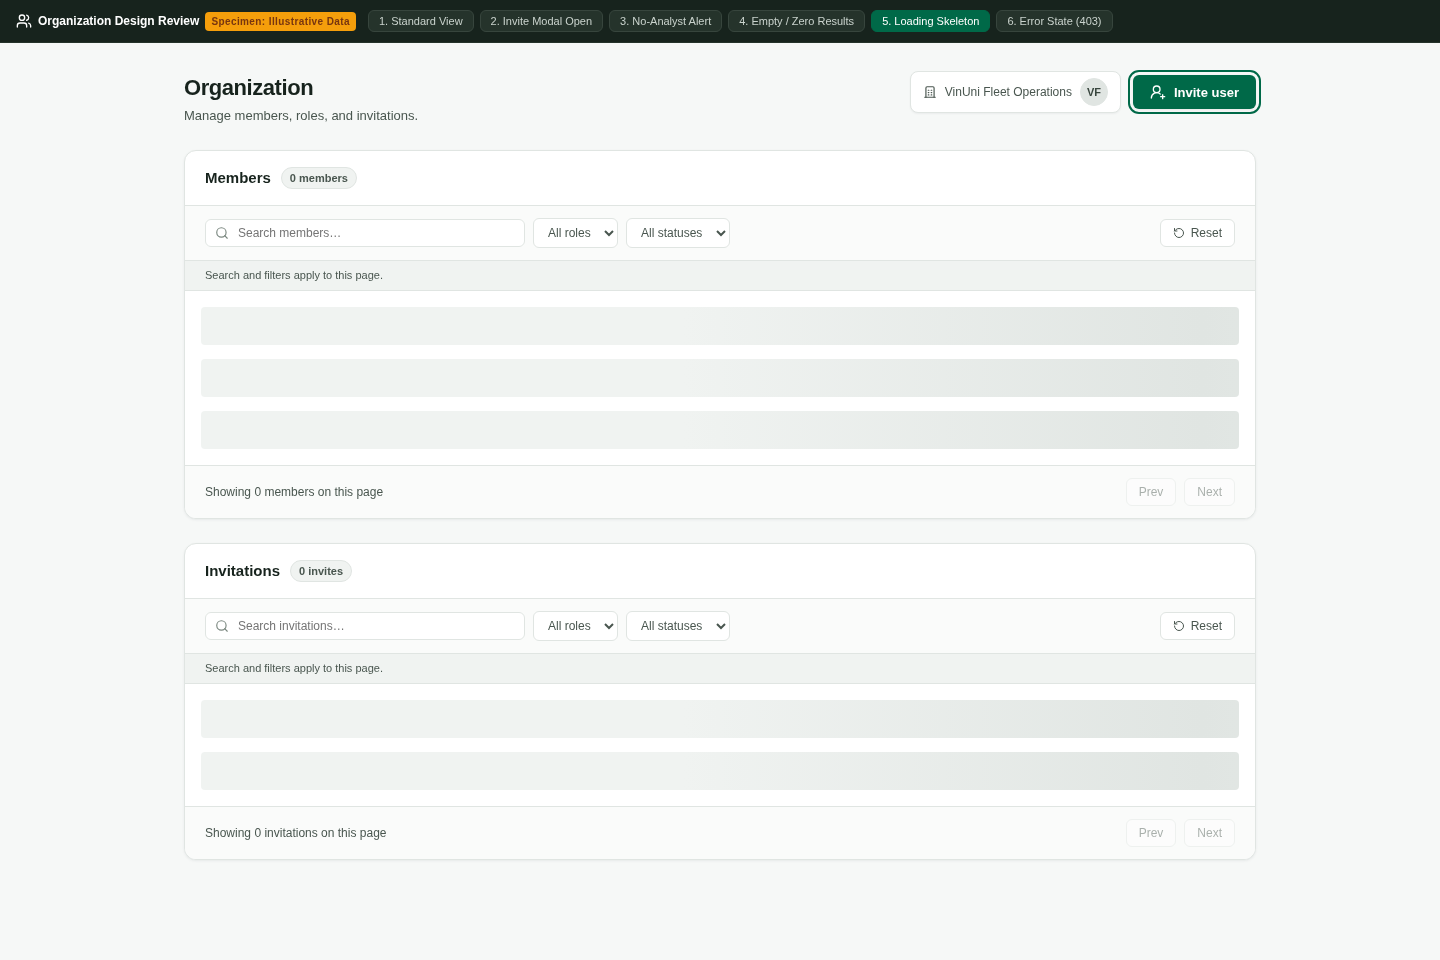 Organization Design Review Specimen: Illustrative Data 1. Standard View 2. Invite Modal Open 3. No-Analyst Alert 4. Empty / Zero Results 5. Loading Skeleton 6. Error State (403)
Organization
Manage members, roles, and invitations.
VinUni Fleet Operations VF Invite user
Members 0 members
Search members… All roles All statuses Reset
Search and filters apply to this page.
Showing 0 members on this page Prev Next
Invitations 0 invites
Search invitations… All roles All statuses Reset
Search and filters apply to this page.
Showing 0 invitations on this page Prev Next